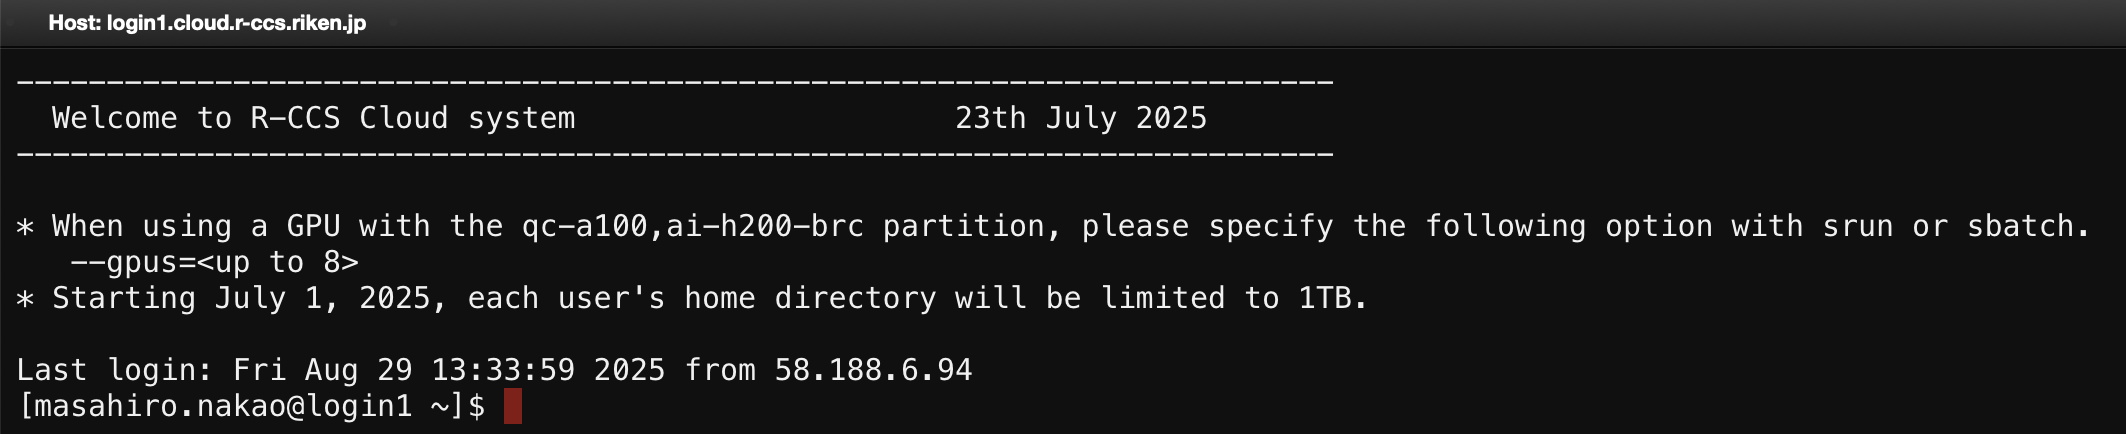 Host: login1.cloud.r-ccs.riken.jp
-------------------------------------------------------------------------
  Welcome to R-CCS Cloud system                     23th July 2025
-------------------------------------------------------------------------
* When using a GPU with the qc-a100,ai-h200-brc partition, please specify the following option with srun or sbatch.
   --gpus=<up to 8>
* Starting July 1, 2025, each user's home directory will be limited to 1TB.
Last login: Fri Aug 29 13:33:59 2025 from 58.188.6.94
[masahiro.nakao@login1 ~]$